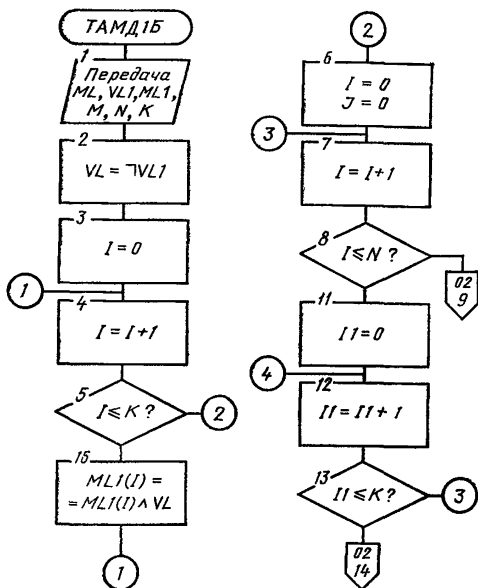 ТАМД1Б
1
Передача
ML, VL1, ML1,
M, N, K
2
VL = ¬VL1
3
I = 0
1
4
I = I+1
5
I ≤ K ?
2
15
ML1(I) =
= ML1(I) ∧ VL
1
2
6
I = 0
J = 0
3
7
I = I+1
8
I ≤ N ?
02
9
11
I1 = 0
4
12
I1 = I1 + 1
13
I1 ≤ K?
3
02
14